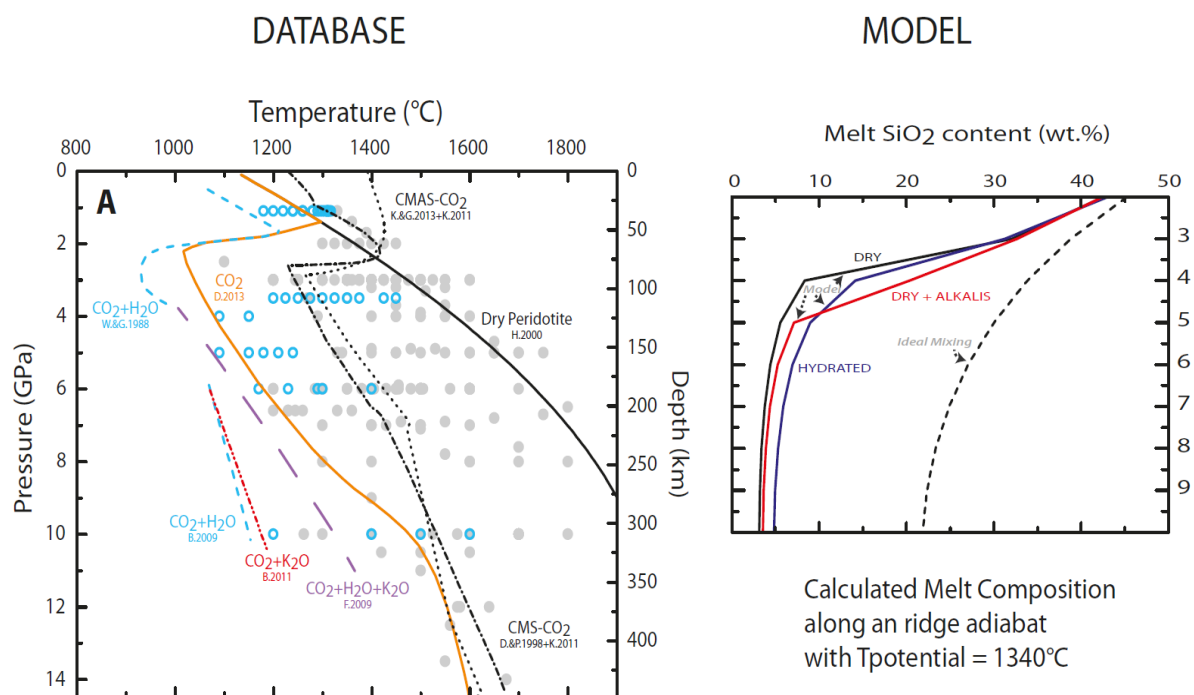 DATABASE
MODEL
Temperature (°C)
800 1000 1200 1400 1600 1800
Pressure (GPa)
0
2
4
6
8
10
12
14
A
CMAS-CO2
K.&G.2013+K.2011
CO2
D.2013
CO2+H2O
W.&G.1988
Dry Peridotite
H.2000
CO2+H2O
B.2009
CO2+K2O
B.2011
CO2+H2O+K2O
F.2009
CMS-CO2
D.&P.1998+K.2011
0
50
100
150
200
250
300
350
400
Depth (km)
Melt SiO2 content (wt.%)
0 10 20 30 40 50
DRY
Model
DRY + ALKALIS
Ideal Mixing
HYDRATED
3
4
5
6
7
8
9
Calculated Melt Composition
along an ridge adiabat
with Tpotential = 1340°C